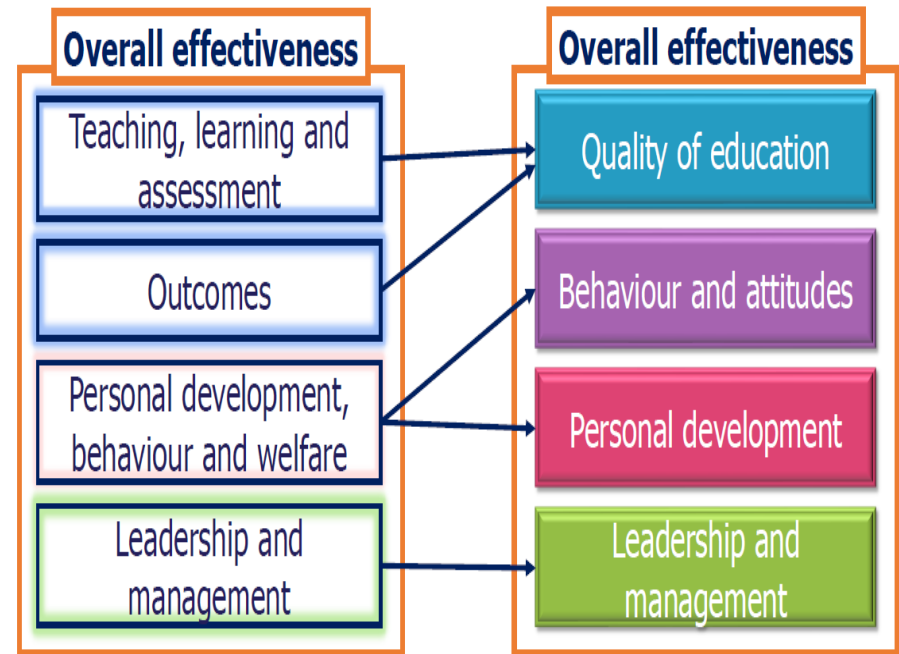 Overall effectiveness
Teaching, learning and
assessment
Outcomes
Personal development,
behaviour and welfare
Leadership and
management
Overall effectiveness
Quality of education
Behaviour and attitudes
Personal development
Leadership and
management